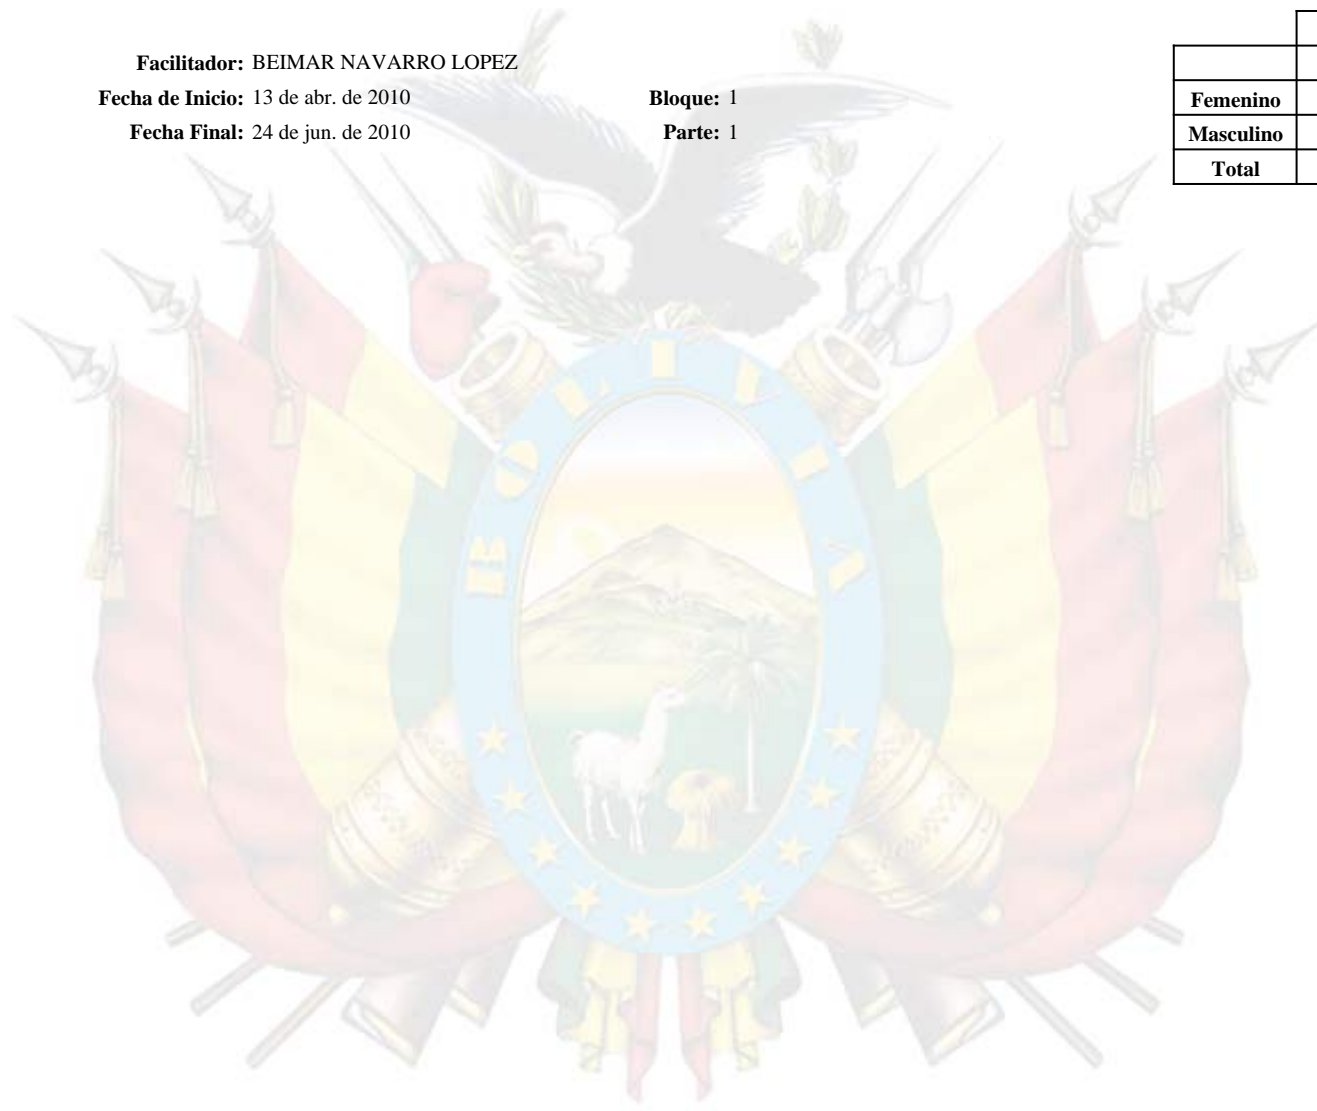 Facilitador: BEIMAR NAVARRO LOPEZ
Fecha de Inicio: 13 de abr. de 2010 Bloque: 1
Fecha Final: 24 de jun. de 2010 Parte: 1
Femenino
Masculino
Total
BOLIVIA